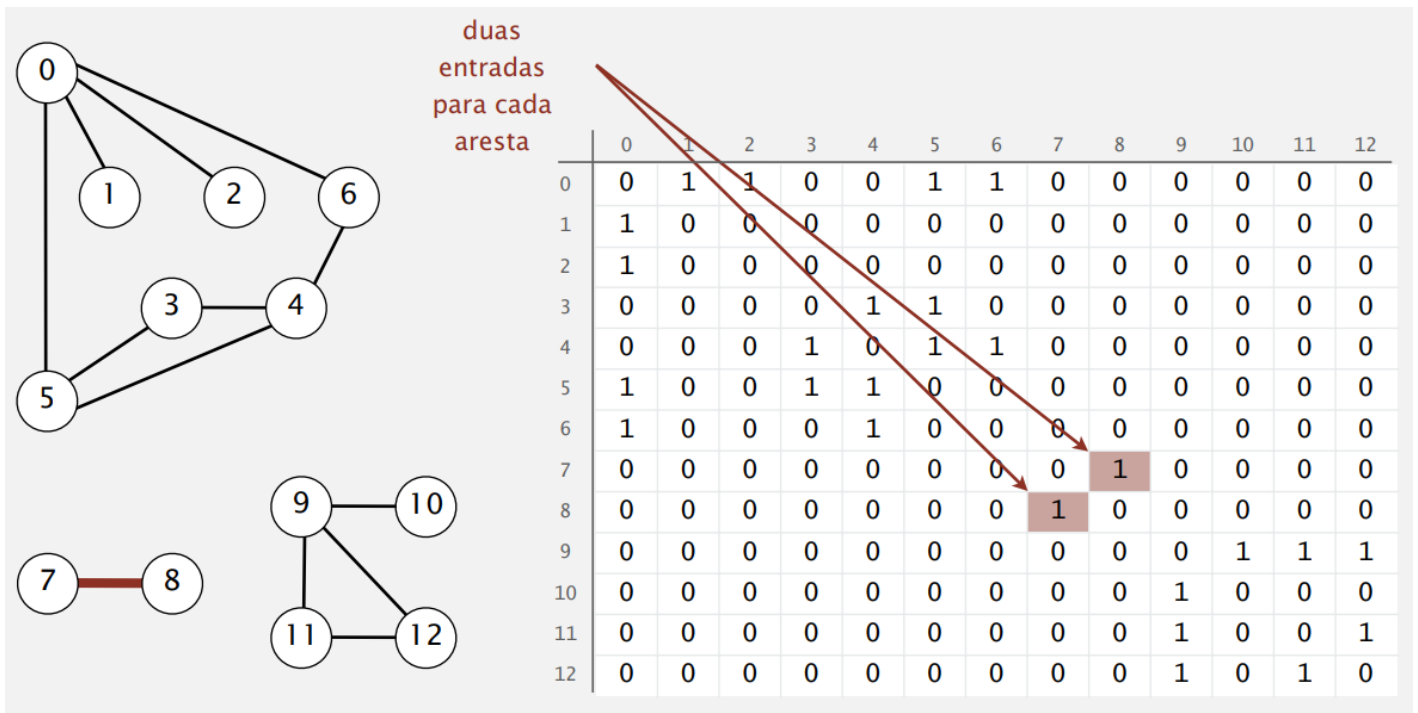 duas
entradas
para cada
aresta
0
1
2
6
3
4
5
9
10
7
8
11
12
0 1 2 3 4 5 6 7 8 9 10 11 12
0 0 1 1 0 0 1 1 0 0 0 0 0 0
1 1 0 0 0 0 0 0 0 0 0 0 0 0
2 1 0 0 0 0 0 0 0 0 0 0 0 0
3 0 0 0 0 1 1 0 0 0 0 0 0 0
4 0 0 0 1 0 1 1 0 0 0 0 0 0
5 1 0 0 1 1 0 0 0 0 0 0 0 0
6 1 0 0 0 1 0 0 0 0 0 0 0 0
7 0 0 0 0 0 0 0 0 1 0 0 0 0
8 0 0 0 0 0 0 0 1 0 0 0 0 0
9 0 0 0 0 0 0 0 0 0 0 1 1 1
10 0 0 0 0 0 0 0 0 0 1 0 0 0
11 0 0 0 0 0 0 0 0 0 1 0 0 1
12 0 0 0 0 0 0 0 0 0 1 0 1 0